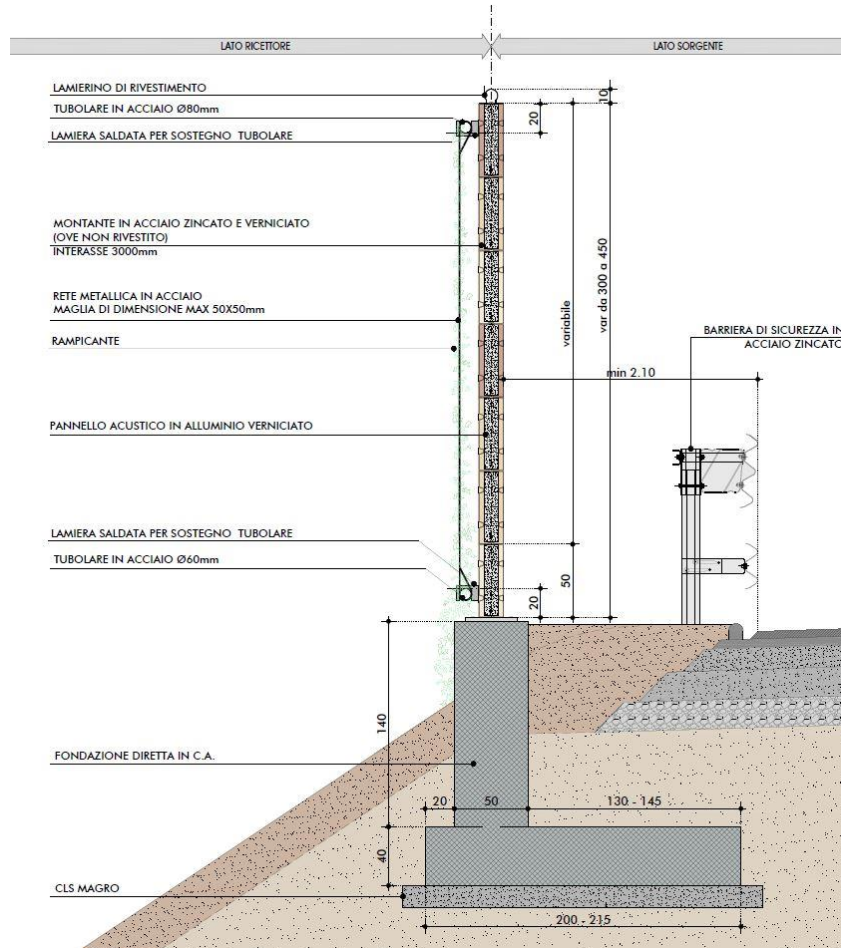 LATO RICETTORE
LATO SORGENTE
LAMIERINO DI RIVESTIMENTO
TUBOLARE IN ACCIAIO Ø80mm
LAMIERA SALDATA PER SOSTEGNO TUBOLARE
10
20
MONTANTE IN ACCIAIO ZINCATO E VERNICIATO
(OVE NON RIVESTITO)
INTERASSE 3000mm
RETE METALLICA IN ACCIAIO
MAGLIA DI DIMENSIONE MAX 50X50mm
variabile
var da 300 a 450
BARRIERA DI SICUREZZA IN
ACCIAIO ZINCATO
RAMPICANTE
min 2.10
PANNELLO ACUSTICO IN ALLUMINIO VERNICIATO
LAMIERA SALDATA PER SOSTEGNO TUBOLARE
TUBOLARE IN ACCIAIO Ø60mm
50
20
140
FONDAZIONE DIRETTA IN C.A.
20
50
130 - 145
40
CLS MAGRO
200 - 215